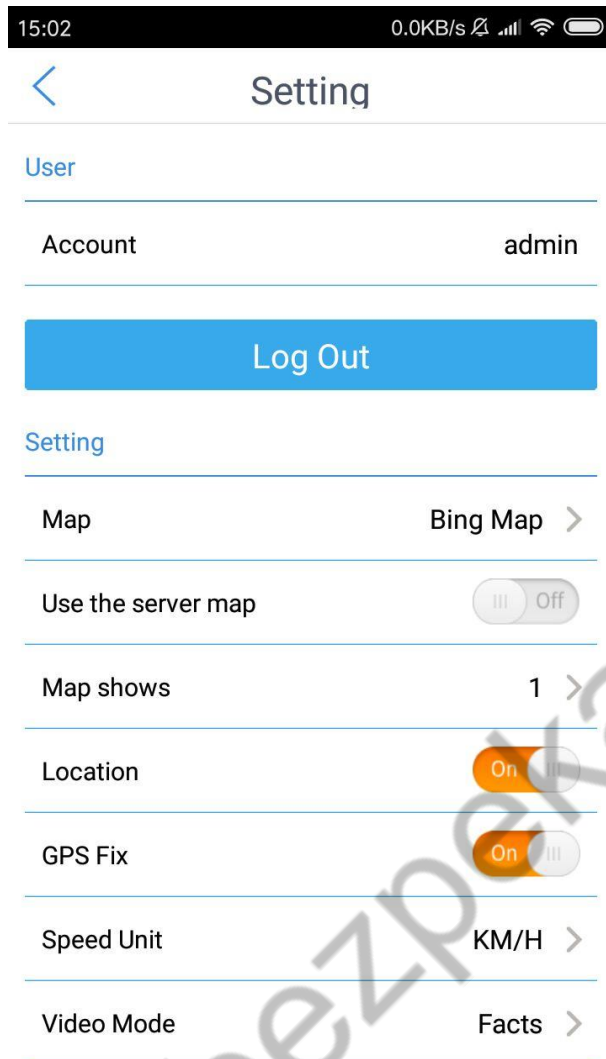 15:02 0.0KB/s
Setting
User
Account admin
Log Out
Setting
Map Bing Map
Use the server map Off
Map shows 1
Location On
GPS Fix On
Speed Unit KM/H
Video Mode Facts